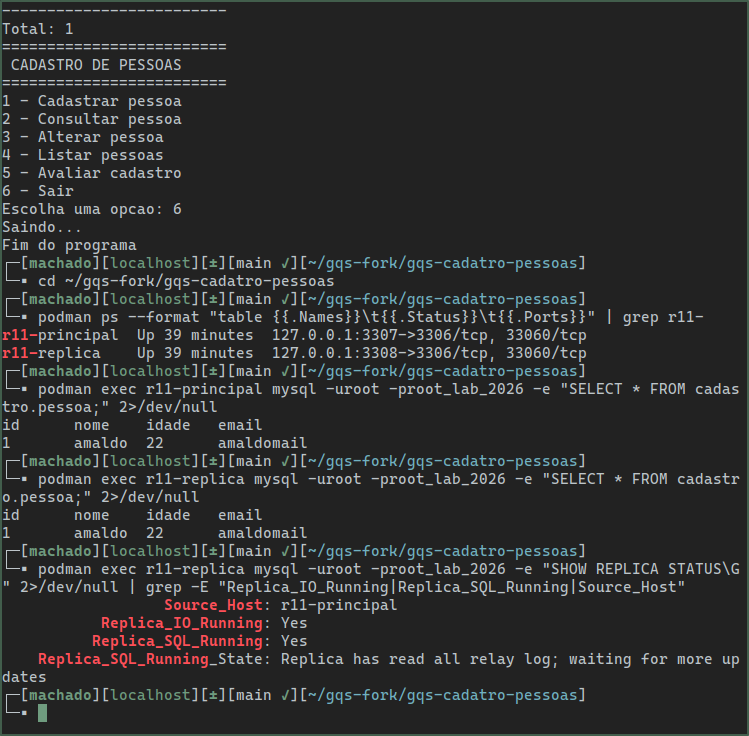 -------------------------
Total: 1
=========================
 CADASTRO DE PESSOAS
=========================
1 - Cadastrar pessoa
2 - Consultar pessoa
3 - Alterar pessoa
4 - Listar pessoas
5 - Avaliar cadastro
6 - Sair
Escolha uma opcao: 6
Saindo...
Fim do programa
┌─[machado][localhost][±][main ✓][~/gqs-fork/gqs-cadatro-pessoas]
└─▪ cd ~/gqs-fork/gqs-cadatro-pessoas
┌─[machado][localhost][±][main ✓][~/gqs-fork/gqs-cadatro-pessoas]
└─▪ podman ps --format "table {{.Names}}\t{{.Status}}\t{{.Ports}}" | grep r11-
r11-principal  Up 39 minutes  127.0.0.1:3307->3306/tcp, 33060/tcp
r11-replica    Up 39 minutes  127.0.0.1:3308->3306/tcp, 33060/tcp
┌─[machado][localhost][±][main ✓][~/gqs-fork/gqs-cadatro-pessoas]
└─▪ podman exec r11-principal mysql -uroot -proot_lab_2026 -e "SELECT * FROM cadas
tro.pessoa;" 2>/dev/null
id      nome    idade   email
1       amaldo  22      amaldomail
┌─[machado][localhost][±][main ✓][~/gqs-fork/gqs-cadatro-pessoas]
└─▪ podman exec r11-replica mysql -uroot -proot_lab_2026 -e "SELECT * FROM cadastr
o.pessoa;" 2>/dev/null
id      nome    idade   email
1       amaldo  22      amaldomail
┌─[machado][localhost][±][main ✓][~/gqs-fork/gqs-cadatro-pessoas]
└─▪ podman exec r11-replica mysql -uroot -proot_lab_2026 -e "SHOW REPLICA STATUS\G
" 2>/dev/null | grep -E "Replica_IO_Running|Replica_SQL_Running|Source_Host"
                  Source_Host: r11-principal
           Replica_IO_Running: Yes
          Replica_SQL_Running: Yes
    Replica_SQL_Running_State: Replica has read all relay log; waiting for more up
dates
┌─[machado][localhost][±][main ✓][~/gqs-fork/gqs-cadatro-pessoas]
└─▪